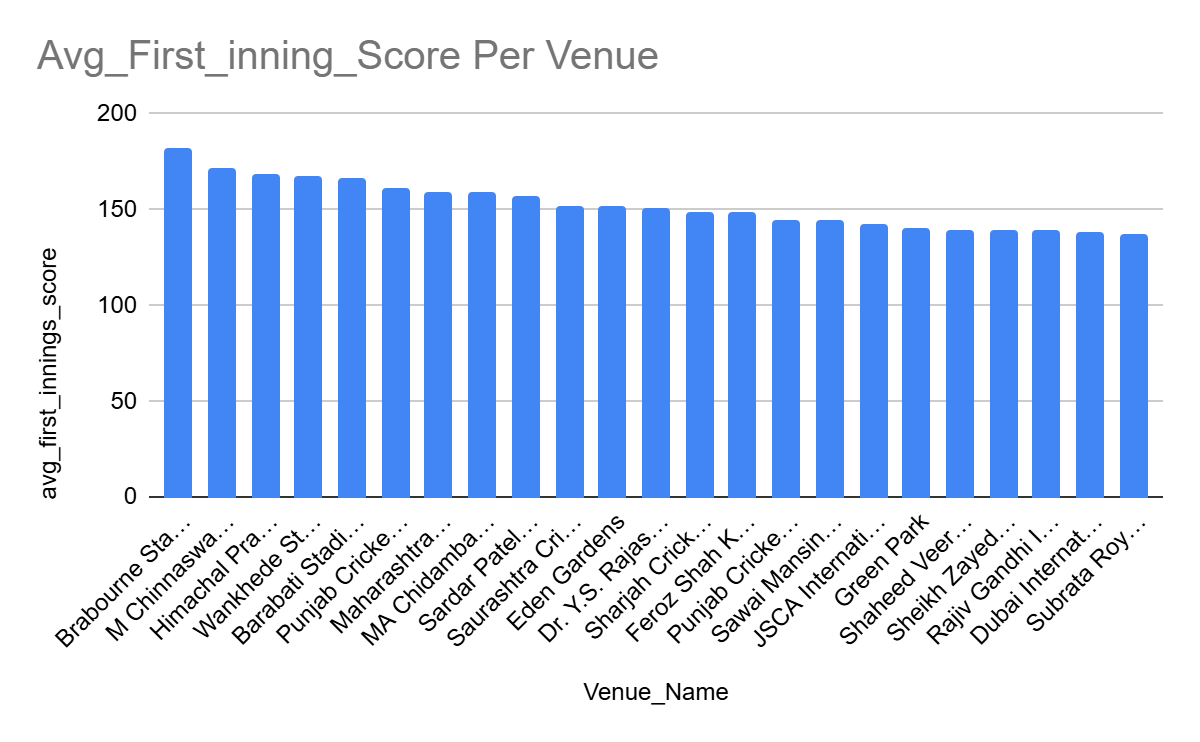 Avg_First_inning_Score Per Venue
200
150
100
50
0
avg_first_innings_score
Brabourne Sta…
M Chinnaswa…
Himachal Pra…
Wankhede St…
Barabati Stadi…
Punjab Cricke…
Maharashtra…
MA Chidamba…
Sardar Patel…
Saurashtra Cri…
Eden Gardens
Dr. Y.S. Rajas…
Sharjah Crick…
Feroz Shah K…
Punjab Cricke…
Sawai Mansin…
JSCA Internati…
Green Park
Shaheed Veer…
Sheikh Zayed…
Rajiv Gandhi I…
Dubai Internat…
Subrata Roy…
Venue_Name